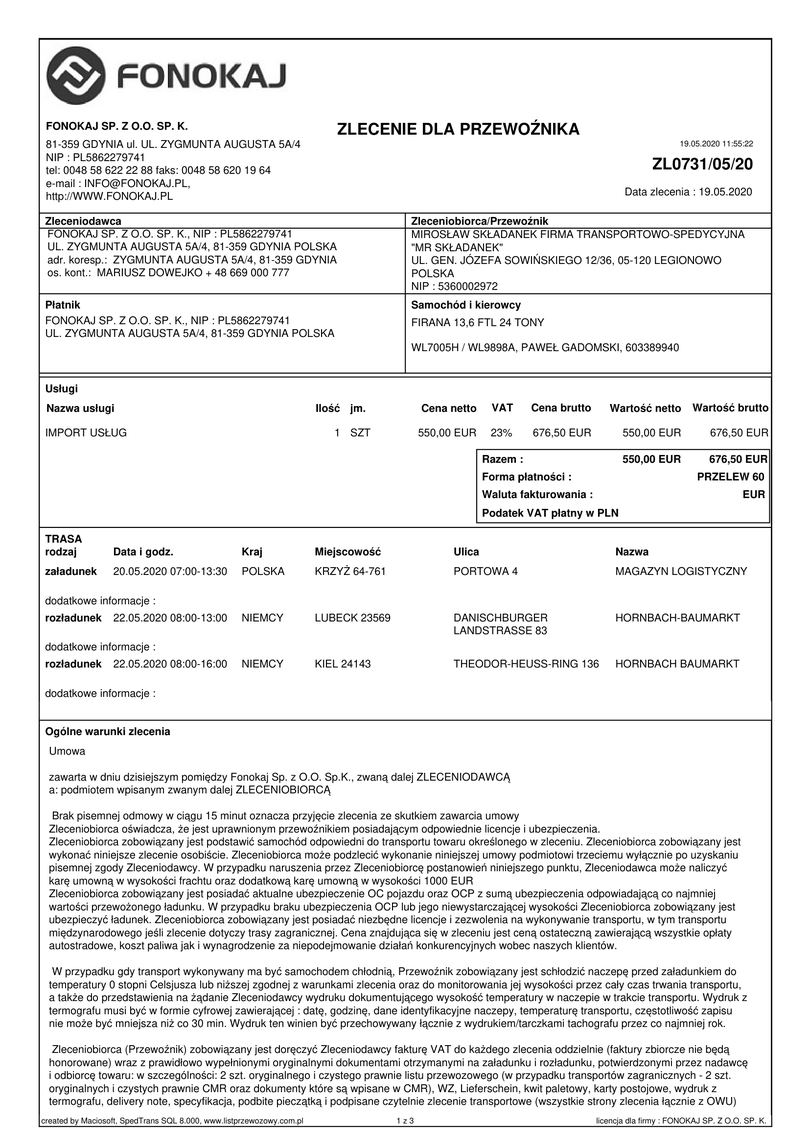 FONOKAJ
FONOKAJ SP. Z O.O. SP. K.
81-359 GDYNIA ul. UL. ZYGMUNTA AUGUSTA 5A/4
NIP : PL5862279741
tel: 0048 58 622 22 88 faks: 0048 58 620 19 64
e-mail : INFO@FONOKAJ.PL,
http://WWW.FONOKAJ.PL
ZLECENIE DLA PRZEWOŹNIKA
19.05.2020 11:55:22
ZL0731/05/20
Data zlecenia : 19.05.2020
Zleceniodawca
FONOKAJ SP. Z O.O. SP. K., NIP : PL5862279741
UL. ZYGMUNTA AUGUSTA 5A/4, 81-359 GDYNIA POLSKA
adr. koresp.: ZYGMUNTA AUGUSTA 5A/4, 81-359 GDYNIA
os. kont.: MARIUSZ DOWEJKO + 48 669 000 777
Zleceniobiorca/Przewoźnik
MIROSŁAW SKŁADANEK FIRMA TRANSPORTOWO-SPEDYCYJNA
"MR SKŁADANEK"
UL. GEN. JÓZEFA SOWIŃSKIEGO 12/36, 05-120 LEGIONOWO
POLSKA
NIP : 5360002972
Płatnik
FONOKAJ SP. Z O.O. SP. K., NIP : PL5862279741
UL. ZYGMUNTA AUGUSTA 5A/4, 81-359 GDYNIA POLSKA
Samochód i kierowcy
FIRANA 13,6 FTL 24 TONY
WL7005H / WL9898A, PAWEŁ GADOMSKI, 603389940
Usługi
Nazwa usługi Ilość jm. Cena netto VAT Cena brutto Wartość netto Wartość brutto
IMPORT USŁUG 1 SZT 550,00 EUR 23% 676,50 EUR 550,00 EUR 676,50 EUR
Razem : 550,00 EUR 676,50 EUR
Forma płatności : PRZELEW 60
Waluta fakturowania : EUR
Podatek VAT płatny w PLN
TRASA
rodzaj Data i godz. Kraj Miejscowość Ulica Nazwa
załadunek 20.05.2020 07:00-13:30 POLSKA KRZYŻ 64-761 PORTOWA 4 MAGAZYN LOGISTYCZNY
dodatkowe informacje :
rozładunek 22.05.2020 08:00-13:00 NIEMCY LUBECK 23569 DANISCHBURGER HORNBACH-BAUMARKT
LANDSTRASSE 83
dodatkowe informacje :
rozładunek 22.05.2020 08:00-16:00 NIEMCY KIEL 24143 THEODOR-HEUSS-RING 136 HORNBACH BAUMARKT
dodatkowe informacje :
Ogólne warunki zlecenia
Umowa
zawarta w dniu dzisiejszym pomiędzy Fonokaj Sp. z O.O. Sp.K., zwaną dalej ZLECENIODAWCĄ
a: podmiotem wpisanym zwanym dalej ZLECENIOBIORCĄ
Brak pisemnej odmowy w ciągu 15 minut oznacza przyjęcie zlecenia ze skutkiem zawarcia umowy
Zleceniobiorca oświadcza, że jest uprawnionym przewoźnikiem posiadającym odpowiednie licencje i ubezpieczenia.
Zleceniobiorca zobowiązany jest podstawić samochód odpowiedni do transportu towaru określonego w zleceniu. Zleceniobiorca zobowiązany jest
wykonać niniejsze zlecenie osobiście. Zleceniobiorca może podzlecić wykonanie niniejszej umowy podmiotowi trzeciemu wyłącznie po uzyskaniu
pisemnej zgody Zleceniodawcy. W przypadku naruszenia przez Zleceniobiorcę postanowień niniejszego punktu, Zleceniodawca może naliczyć
karę umowną w wysokości frachtu oraz dodatkową karę umowną w wysokości 1000 EUR
Zleceniobiorca zobowiązany jest posiadać aktualne ubezpieczenie OC pojazdu oraz OCP z sumą ubezpieczenia odpowiadającą co najmniej
wartości przewożonego ładunku. W przypadku braku ubezpieczenia OCP lub jego niewystarczającej wysokości Zleceniobiorca zobowiązany jest
ubezpieczyć ładunek. Zleceniobiorca zobowiązany jest posiadać niezbędne licencje i zezwolenia na wykonywanie transportu, w tym transportu
międzynarodowego jeśli zlecenie dotyczy trasy zagranicznej. Cena znajdująca się w zleceniu jest ceną ostateczną zawierającą wszystkie opłaty
autostradowe, koszt paliwa jak i wynagrodzenie za niepodejmowanie działań konkurencyjnych wobec naszych klientów.
W przypadku gdy transport wykonywany ma być samochodem chłodnią, Przewoźnik zobowiązany jest schłodzić naczepę przed załadunkiem do
temperatury 0 stopni Celsjusza lub niższej zgodnej z warunkami zlecenia oraz do monitorowania jej wysokości przez cały czas trwania transportu,
a także do przedstawienia na żądanie Zleceniodawcy wydruku dokumentującego wysokość temperatury w naczepie w trakcie transportu. Wydruk z
termografu musi być w formie cyfrowej zawierającej : datę, godzinę, dane identyfikacyjne naczepy, temperaturę transportu, częstotliwość zapisu
nie może być mniejsza niż co 30 min. Wydruk ten winien być przechowywany łącznie z wydrukiem/tarczkami tachografu przez co najmniej rok.
Zleceniobiorca (Przewoźnik) zobowiązany jest doręczyć Zleceniodawcy fakturę VAT do każdego zlecenia oddzielnie (faktury zbiorcze nie będą
honorowane) wraz z prawidłowo wypełnionymi oryginalnymi dokumentami otrzymanymi na załadunku i rozładunku, potwierdzonymi przez nadawcę
i odbiorcę towaru: w szczególności: 2 szt. oryginalnego i czystego prawnie listu przewozowego (w przypadku transportów zagranicznych - 2 szt.
oryginalnych i czystych prawnie CMR oraz dokumenty które są wpisane w CMR), WZ, Lieferschein, kwit paletowy, karty postojowe, wydruk z
termografu, delivery note, specyfikacja, podbite pieczątką i podpisane czytelnie zlecenie transportowe (wszystkie strony zlecenia łącznie z OWU)
created by Maciosoft, SpedTrans SQL 8.000, www.listprzewozowy.com.pl 1 z 3 licencja dla firmy : FONOKAJ SP. Z O.O. SP. K.